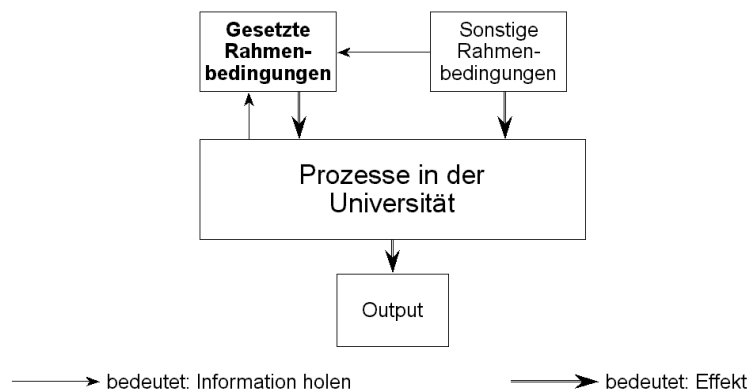 Gesetzte
Rahmen-
bedingungen
Sonstige
Rahmen-
bedingungen
Prozesse in der
Universität
Output
bedeutet: Information holen
bedeutet: Effekt